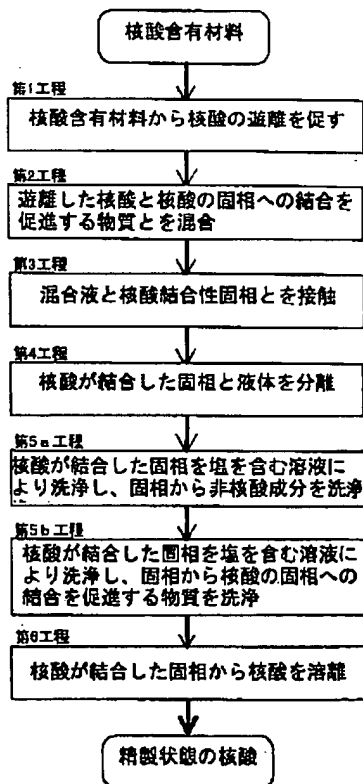 核酸含有材料
第1工程
核酸含有材料から核酸の遊離を促す
第2工程
遊離した核酸と核酸の固相への結合を
促進する物質とを混合
第3工程
混合液と核酸結合性固相とを接触
第4工程
核酸が結合した固相と液体を分離
第5a工程
核酸が結合した固相を塩を含む溶液に
より洗浄し、固相から非核酸成分を洗浄
第5b工程
核酸が結合した固相を塩を含む溶液に
より洗浄し、固相から核酸の固相への
結合を促進する物質を洗浄
第6工程
核酸が結合した固相から核酸を溶離
精製状態の核酸